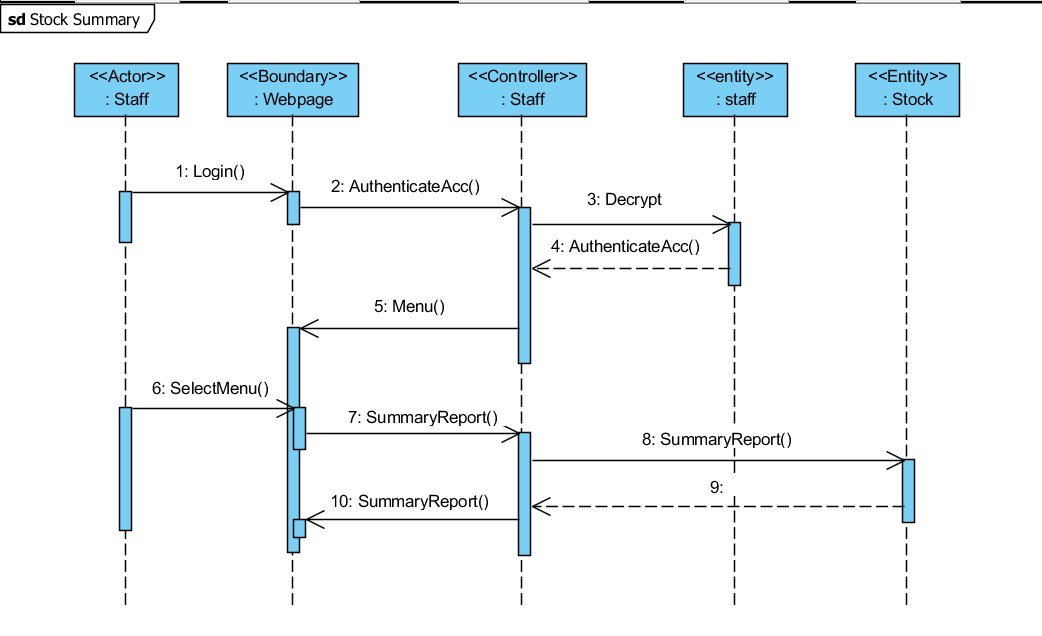 sd Stock Summary
<<Actor>>
: Staff
<<Boundary>>
: Webpage
<<Controller>>
: Staff
<<entity>>
: staff
<<Entity>>
: Stock
1: Login()
2: AuthenticateAcc()
3: Decrypt
4: AuthenticateAcc()
5: Menu()
6: SelectMenu()
7: SummaryReport()
8: SummaryReport()
9:
10: SummaryReport()